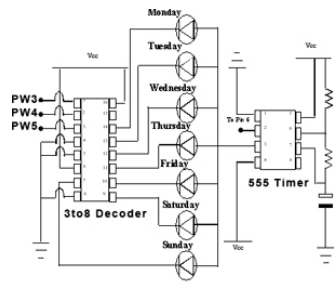 Monday
Vcc
Tuesday
Vcc
Wednesday
PW3
PW4
PW5
Thursday
To Pin 6
Friday
555 Timer
Saturday
3to8 Decoder
Vcc
Sunday